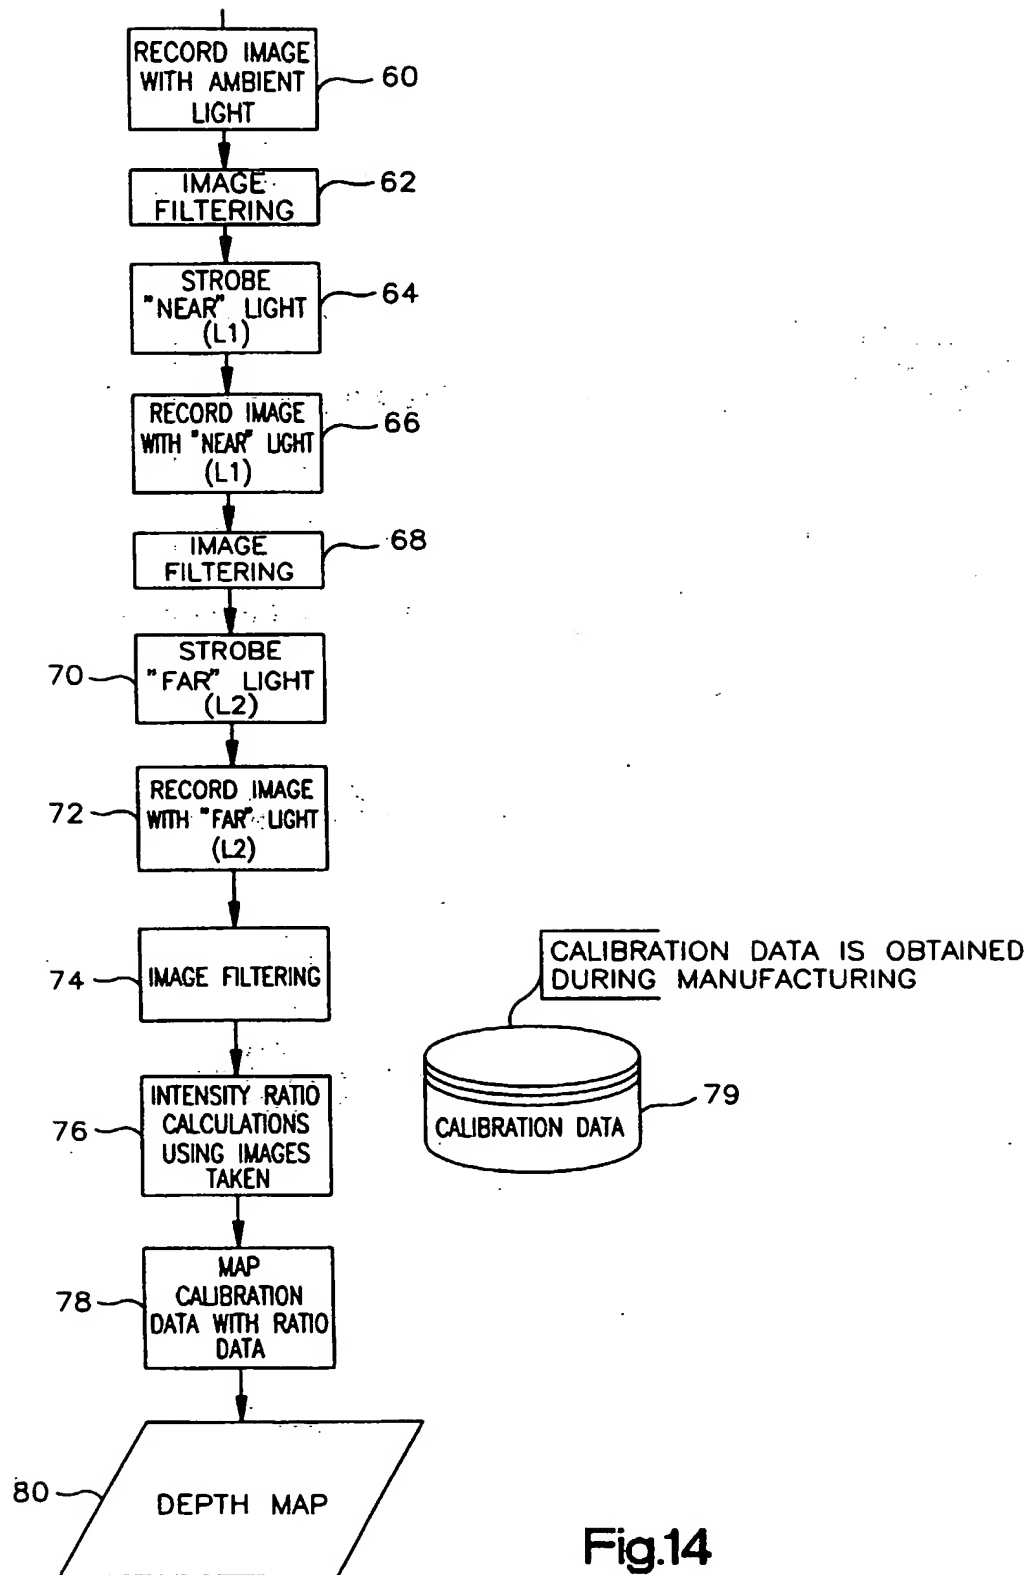 RECORD IMAGE
WITH AMBIENT
LIGHT
60
IMAGE
FILTERING
62
STROBE
"NEAR" LIGHT
(L1)
64
RECORD IMAGE
WITH "NEAR" LIGHT
(L1)
66
IMAGE
FILTERING
68
STROBE
"FAR" LIGHT
(L2)
70
RECORD IMAGE
WITH "FAR" LIGHT
(L2)
72
IMAGE FILTERING
74
CALIBRATION DATA IS OBTAINED
DURING MANUFACTURING
CALIBRATION DATA
79
INTENSITY RATIO
CALCULATIONS
USING IMAGES
TAKEN
76
MAP
CALIBRATION
DATA WITH RATIO
DATA
78
DEPTH MAP
80
Fig.14